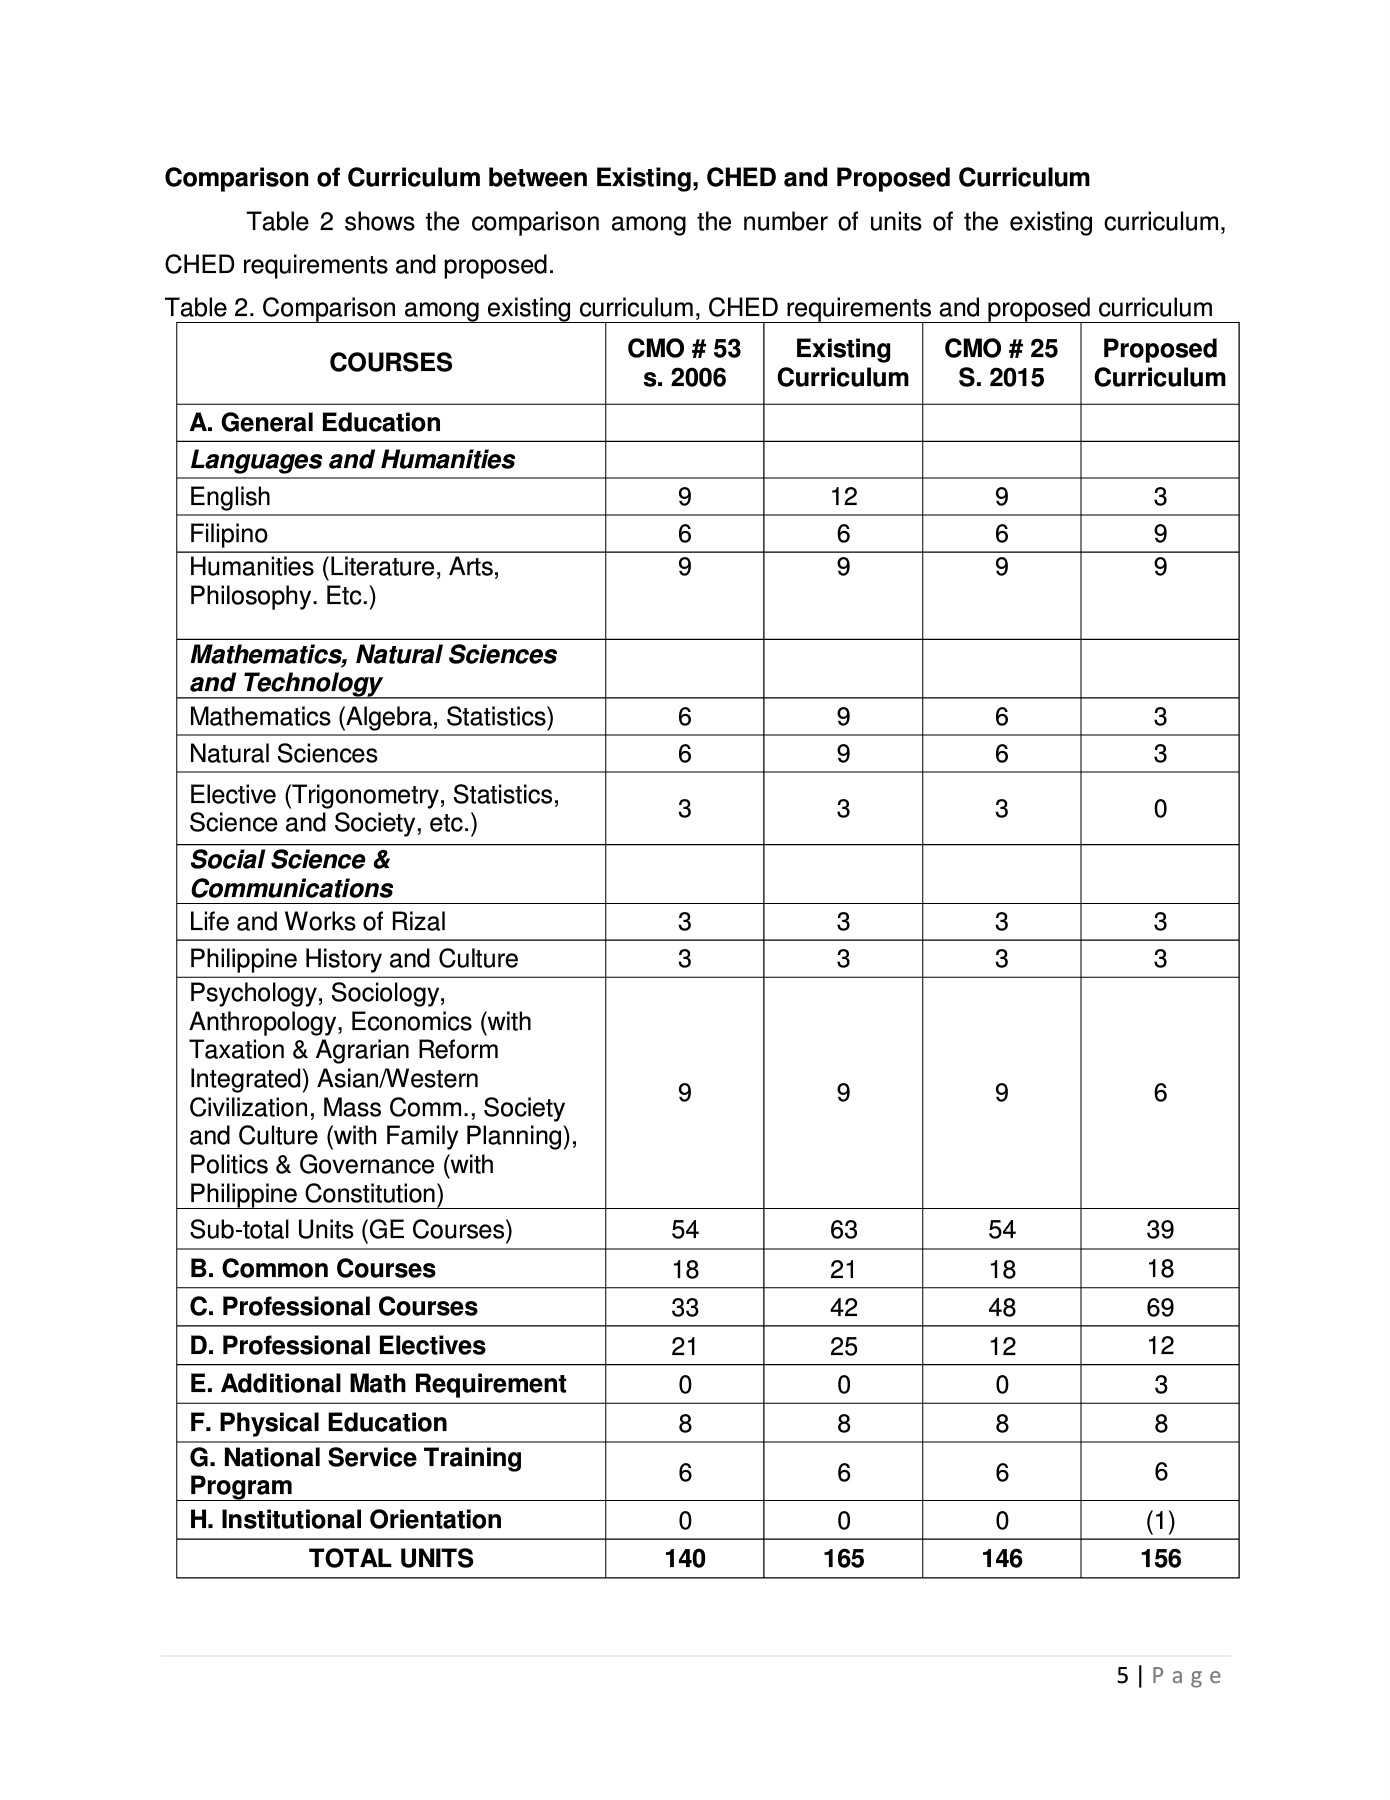 Comparison of Curriculum between Existing, CHED and Proposed Curriculum
Table 2 shows the comparison among the number of units of the existing curriculum,
CHED requirements and proposed.
Table 2. Comparison among existing curriculum, CHED requirements and proposed curriculum
COURSES CMO # 53 s. 2006 Existing Curriculum CMO # 25 S. 2015 Proposed Curriculum
A. General Education
Languages and Humanities
English 9 12 9 3
Filipino 6 6 6 9
Humanities (Literature, Arts, 9 9 9 9
Philosophy. Etc.)
Mathematics, Natural Sciences
and Technology
Mathematics (Algebra, Statistics) 6 9 6 3
Natural Sciences 6 9 6 3
Elective (Trigonometry, Statistics,
Science and Society, etc.) 3 3 3 0
Social Science &
Communications
Life and Works of Rizal 3 3 3 3
Philippine History and Culture 3 3 3 3
Psychology, Sociology,
Anthropology, Economics (with
Taxation & Agrarian Reform
Integrated) Asian/Western
Civilization, Mass Comm., Society
and Culture (with Family Planning),
Politics & Governance (with
Philippine Constitution) 9 9 9 6
Sub-total Units (GE Courses) 54 63 54 39
B. Common Courses 18 21 18 18
C. Professional Courses 33 42 48 69
D. Professional Electives 21 25 12 12
E. Additional Math Requirement 0 0 0 3
F. Physical Education 8 8 8 8
G. National Service Training
Program 6 6 6 6
H. Institutional Orientation 0 0 0 (1)
TOTAL UNITS 140 165 146 156
5 | Page